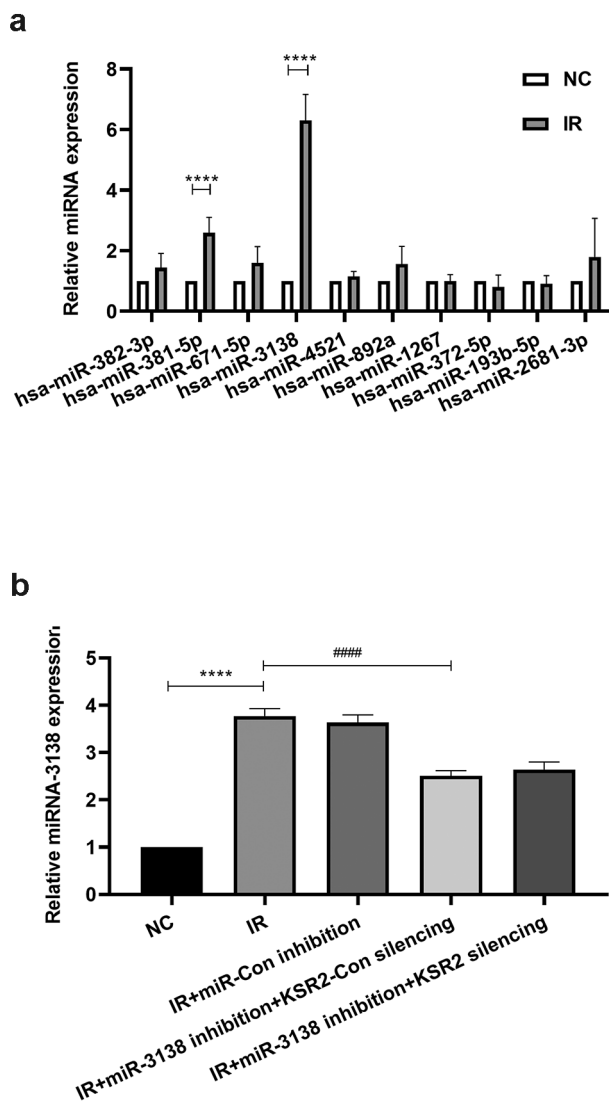 a
Relative miRNA expression
8
6
4
2
0
****
****
NC
IR
hsa-miR-382-3p
hsa-miR-381-5p
hsa-miR-671-5p
hsa-miR-3138
hsa-miR-4521
hsa-miR-892a
hsa-miR-1267
hsa-miR-372-5p
hsa-miR-193b-5p
hsa-miR-2681-3p
b
Relative miRNA-3138 expression
5
4
3
2
1
0
****
####
NC
IR
IR+miR-Con inhibition
IR+miR-3138 inhibition+KSR2-Con silencing
IR+miR-3138 inhibition+KSR2 silencing